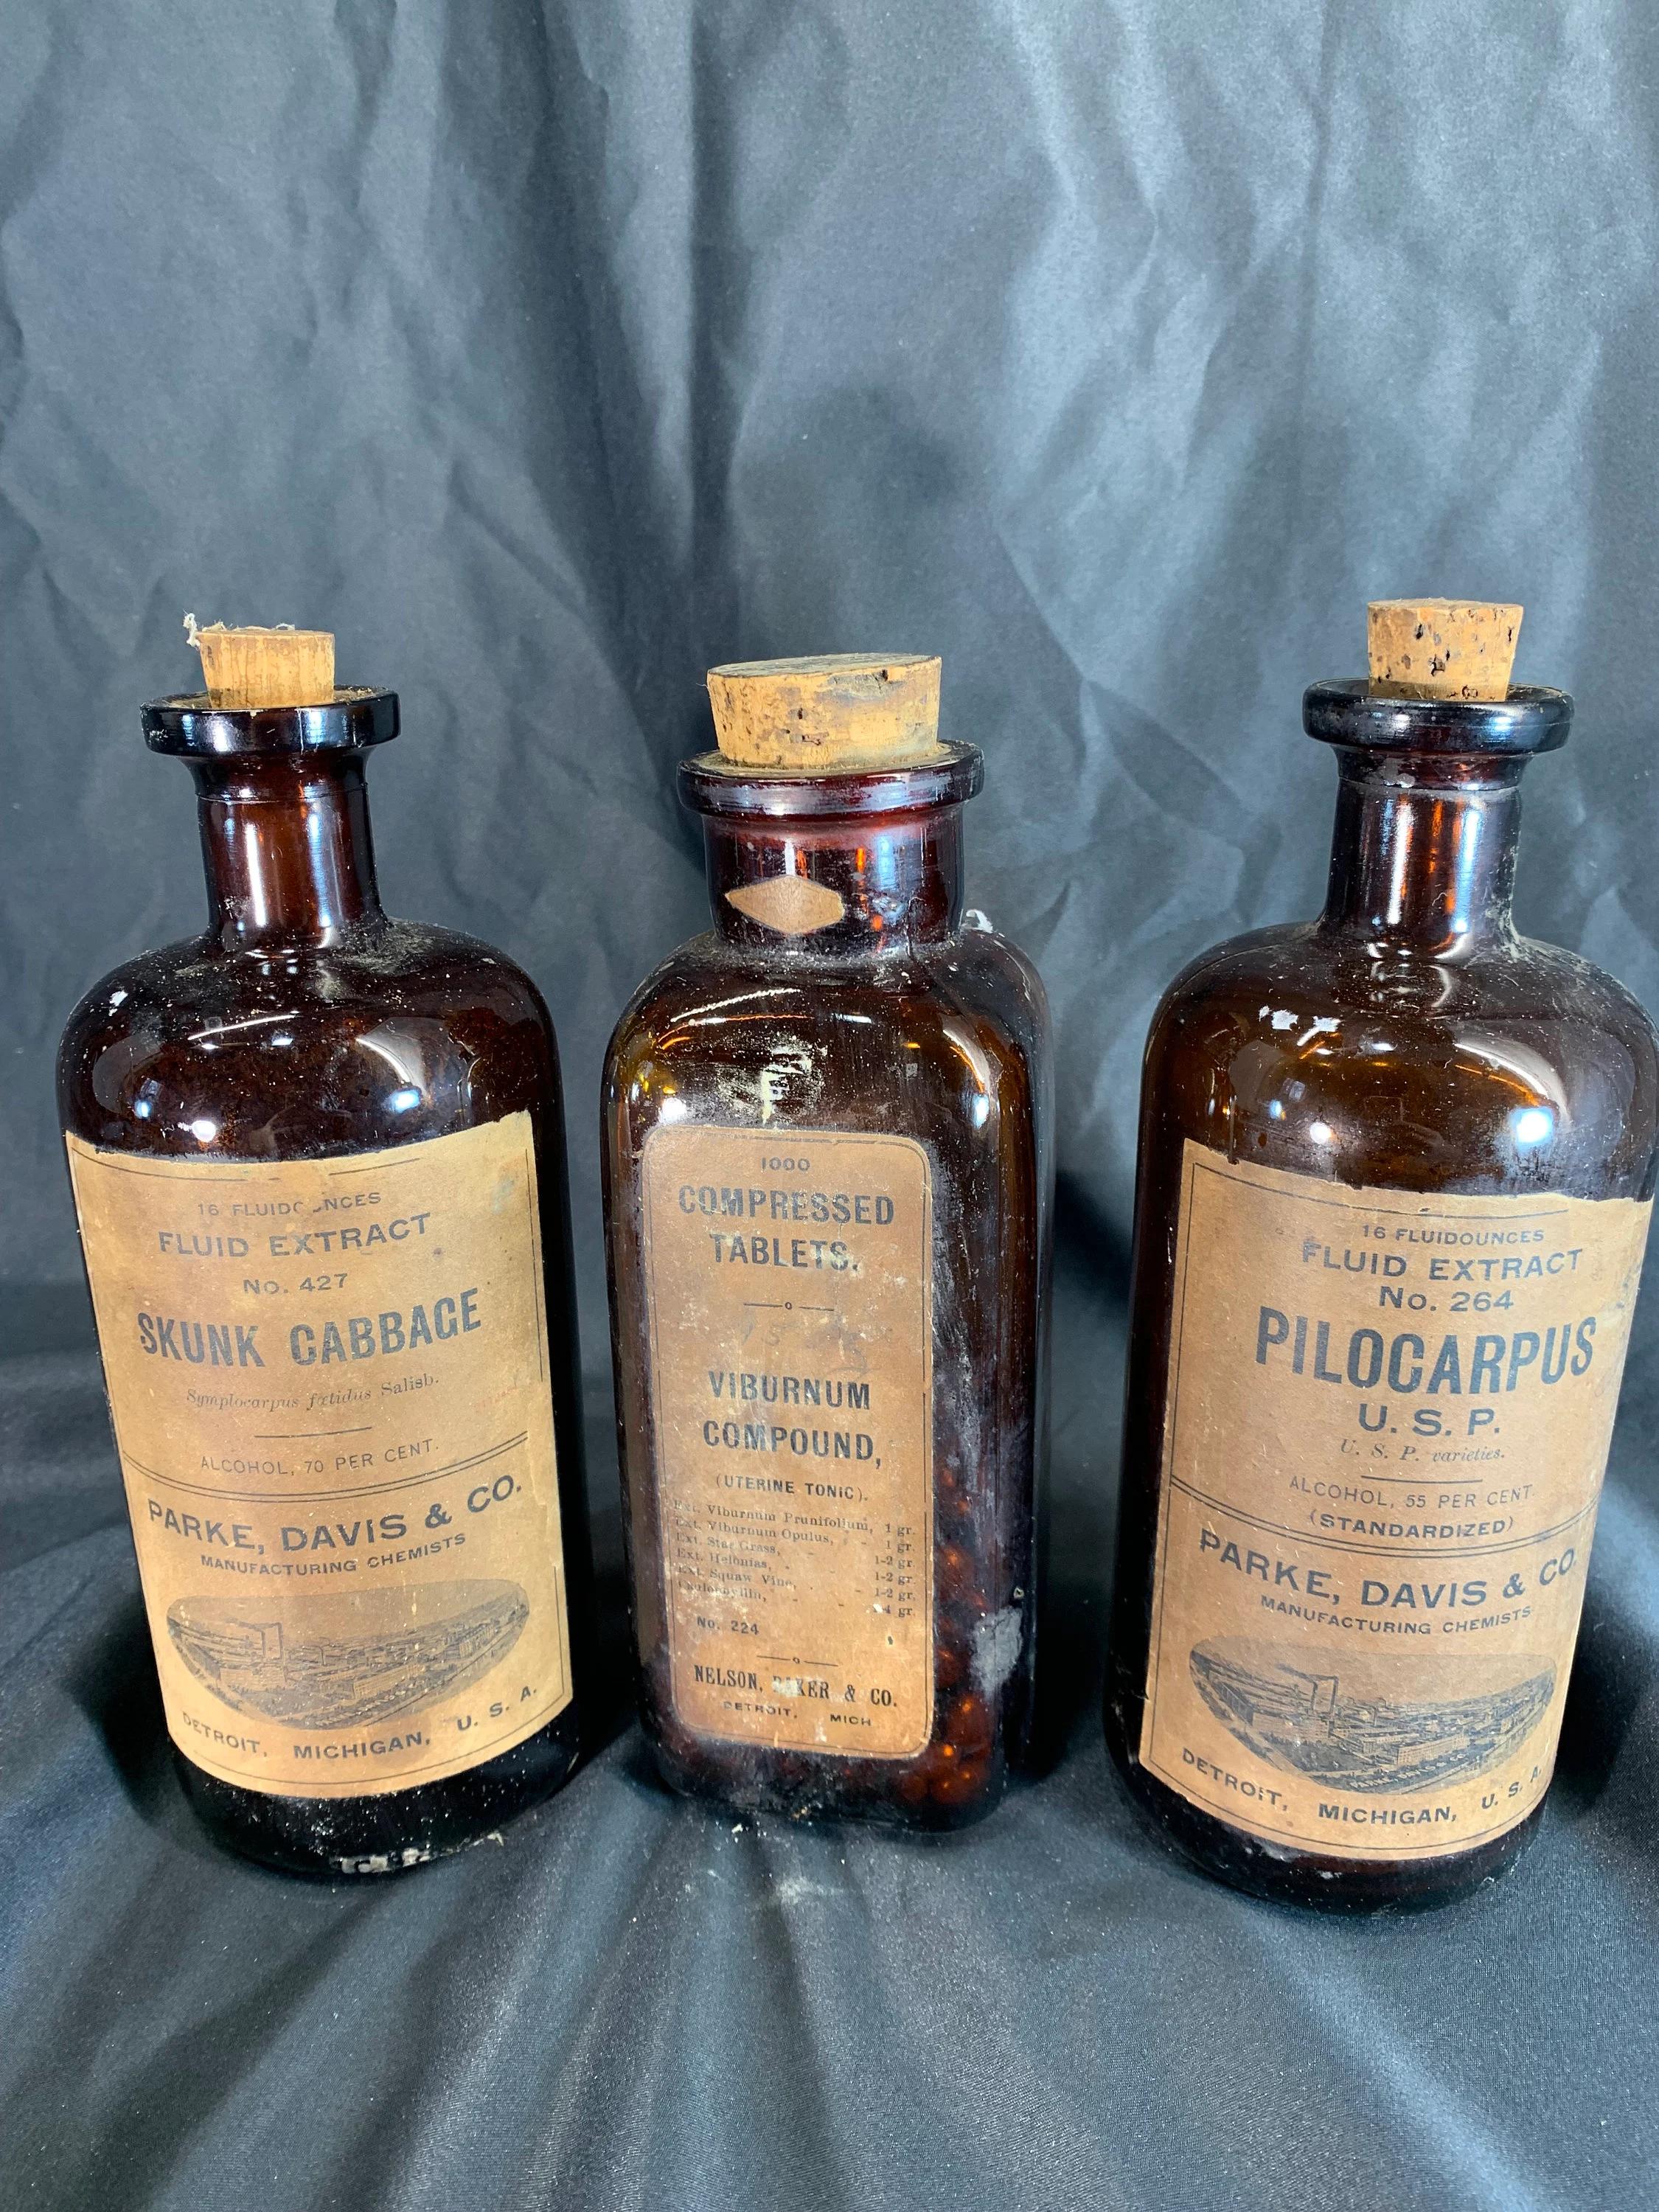 16 FLUIDOUNCES
FLUID EXTRACT
No. 427
SKUNK CABBAGE
Symplocarpus fœtidus Salisb.
ALCOHOL, 70 PER CENT.
PARKE, DAVIS & CO.
MANUFACTURING CHEMISTS
DETROIT, MICHIGAN, U. S. A.
1000
COMPRESSED
TABLETS.
VIBURNUM
COMPOUND,
(UTERINE TONIC).
Ext. Viburnum Prunifolium, 1 gr.
Ext. Viburnum Opulus, - 1 gr.
Ext. Star Grass, 1-2 gr.
Ext. Helonias, - - 1-2 gr.
Ext. Squaw Vine, - 1-2 gr.
gr.
No. 224
NELSON, BAKER & CO.
DETROIT, MICH
16 FLUIDOUNCES
FLUID EXTRACT
No. 264
PILOCARPUS
U. S. P.
U. S. P. varieties.
ALCOHOL, 55 PER CENT
(STANDARDIZED)
PARKE, DAVIS & CO.
MANUFACTURING CHEMISTS
DETROIT, MICHIGAN, U. S. A.